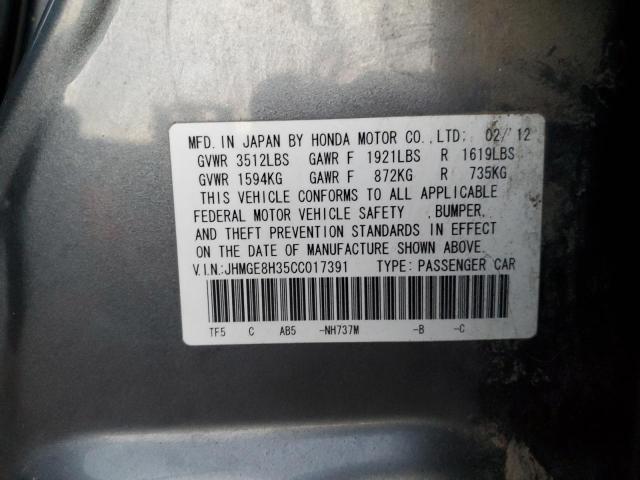 MFD. IN JAPAN BY HONDA MOTOR CO., LTD: 02/'12
GVWR 3512LBS GAWR F 1921LBS R 1619LBS
GVWR 1594KG GAWR F 872KG R 735KG
THIS VEHICLE CONFORMS TO ALL APPLICABLE
FEDERAL MOTOR VEHICLE SAFETY ,BUMPER,
AND THEFT PREVENTION STANDARDS IN EFFECT
ON THE DATE OF MANUFACTURE SHOWN ABOVE.
V.I.N.:JHMGE8H35CC017391 TYPE: PASSENGER CAR
TF5 C AB5 -NH737M -B -C